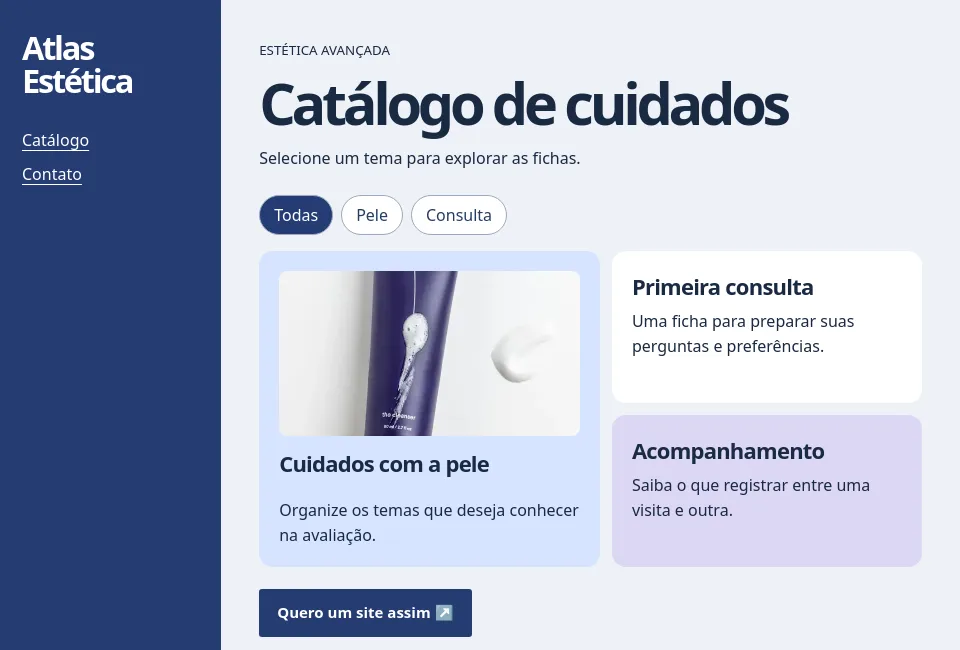 Atlas
Estética
Catálogo
Contato
ESTÉTICA AVANÇADA
Catálogo de cuidados
Selecione um tema para explorar as fichas.
Todas
Pele
Consulta
the cleanser
Cuidados com a pele
Organize os temas que deseja conhecer
na avaliação.
Primeira consulta
Uma ficha para preparar suas
perguntas e preferências.
Acompanhamento
Saiba o que registrar entre uma
visita e outra.
Quero um site assim ↗